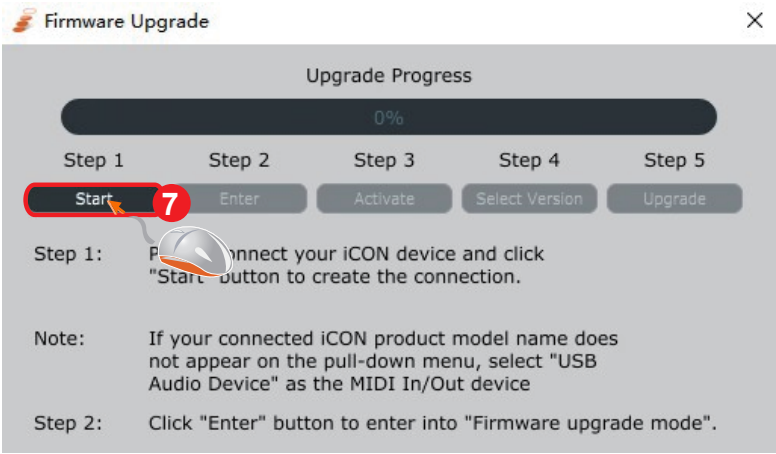 Firmware Upgrade
Upgrade Progress
0%
Step 1 Step 2 Step 3 Step 4 Step 5
Start 7 Enter Activate Select Version Upgrade
Step 1: connect your iCON device and click
"Start" button to create the connection.
Note: If your connected iCON product model name does
not appear on the pull-down menu, select "USB
Audio Device" as the MIDI In/Out device
Step 2: Click "Enter" button to enter into "Firmware upgrade mode".